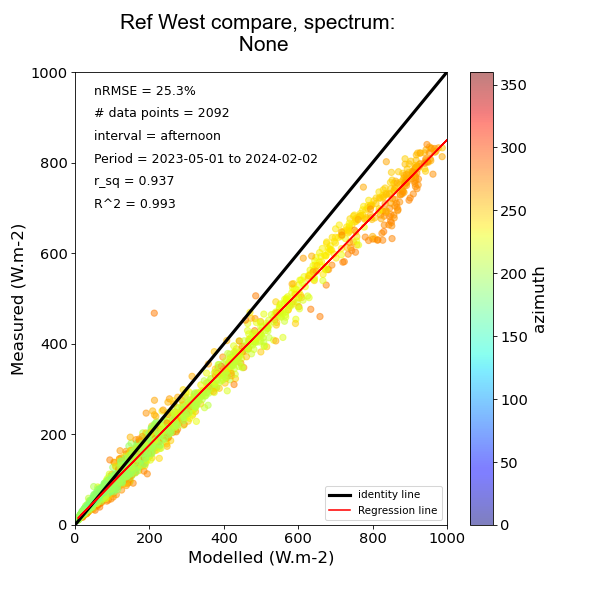 Ref West compare, spectrum:
None
nRMSE = 25.3%
# data points = 2092
interval = afternoon
Period = 2023-05-01 to 2024-02-02
r_sq = 0.937
R^2 = 0.993
1000
800
600
400
200
0
Measured (W.m-2)
0 200 400 600 800 1000
Modelled (W.m-2)
identity line
Regression line
350
300
250
200
150
100
50
0
azimuth